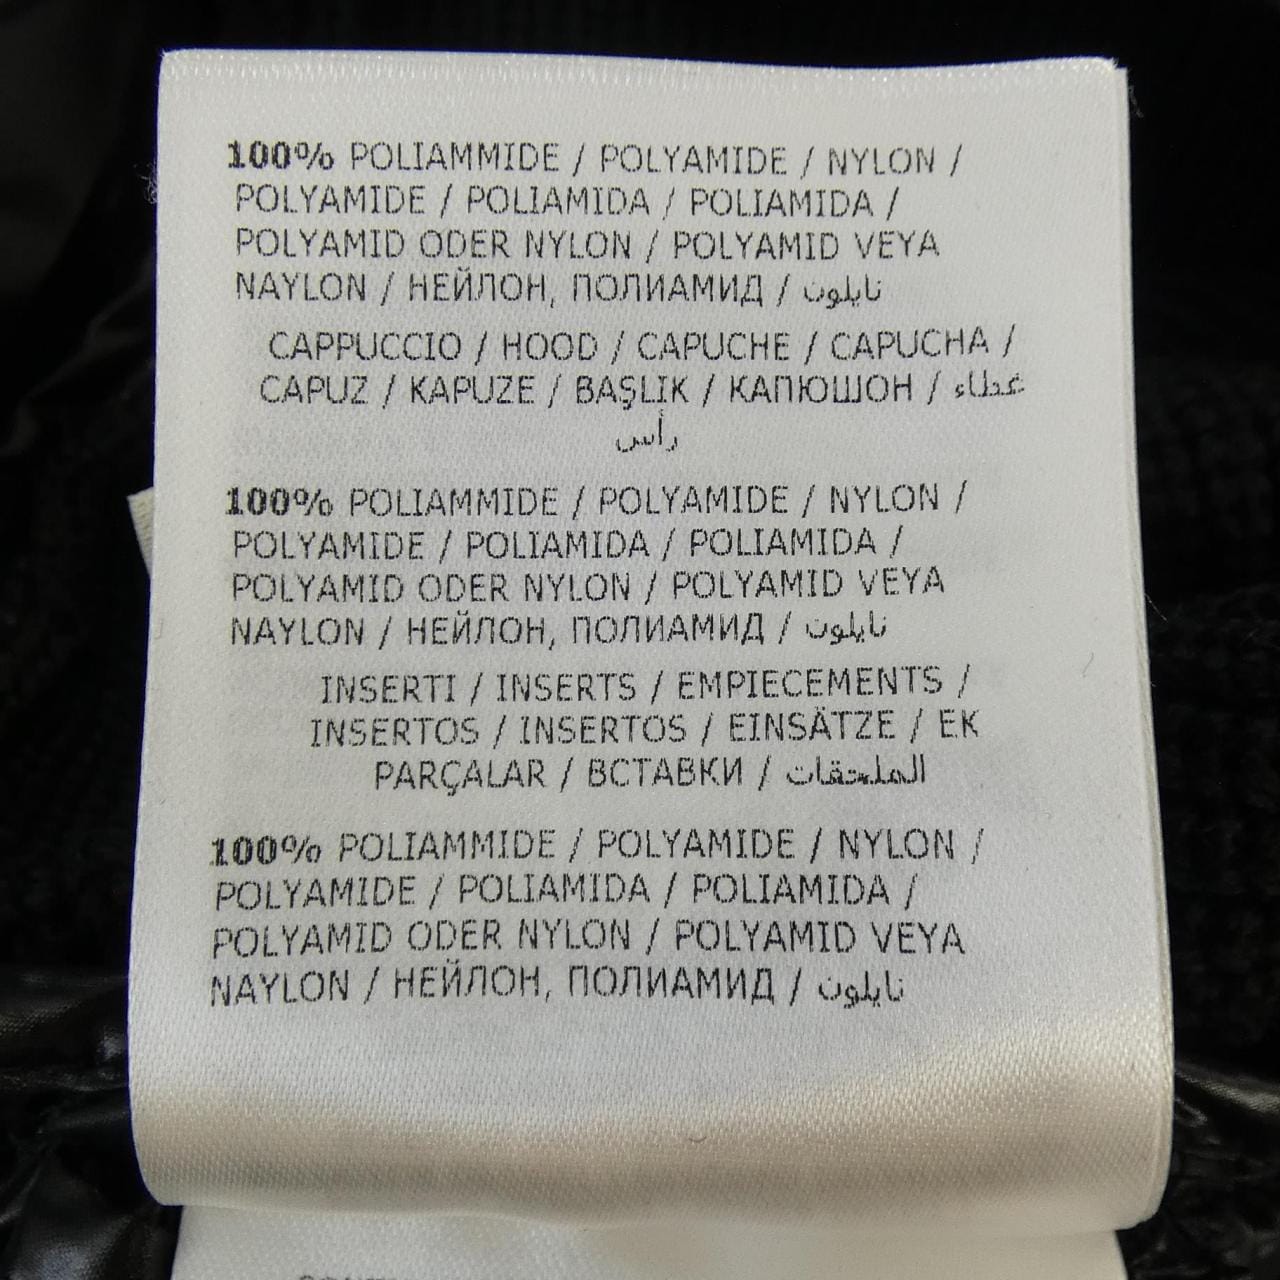 100% POLIAMMIDE / POLYAMIDE / NYLON /
POLYAMIDE / POLIAMIDA / POLIAMIDA /
POLYAMID ODER NYLON / POLYAMID VEYA
NAYLON / НЕЙЛОН, ПОЛИАМИД / نايلون
CAPPUCCIO / HOOD / CAPUCHE / CAPUCHA /
CAPUZ / KAPUZE / BAŞLIK / КАПЮШОН / غطاء
رأس
100% POLIAMMIDE / POLYAMIDE / NYLON /
POLYAMIDE / POLIAMIDA / POLIAMIDA /
POLYAMID ODER NYLON / POLYAMID VEYA
NAYLON / НЕЙЛОН, ПОЛИАМИД / نايلون
INSERTI / INSERTS / EMPIECEMENTS /
INSERTOS / INSERTOS / EINSÄTZE / EK
PARÇALAR / ВСТАВКИ / الملحقات
100% POLIAMMIDE / POLYAMIDE / NYLON /
POLYAMIDE / POLIAMIDA / POLIAMIDA /
POLYAMID ODER NYLON / POLYAMID VEYA
NAYLON / НЕЙЛОН, ПОЛИАМИД / نايلون